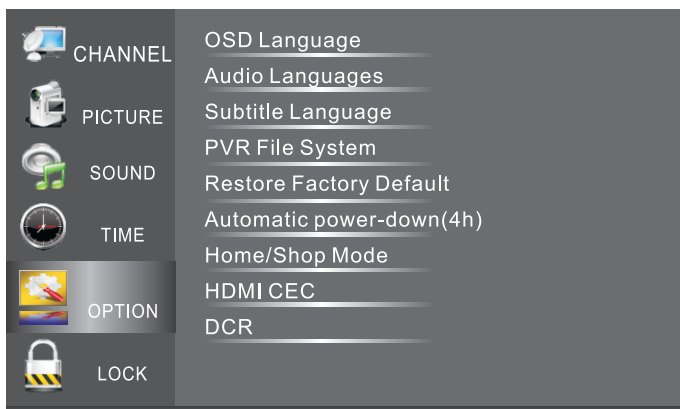 CHANNEL
PICTURE
SOUND
TIME
OPTION
LOCK
OSD Language
Audio Languages
Subtitle Language
PVR File System
Restore Factory Default
Automatic power-down(4h)
Home/Shop Mode
HDMI CEC
DCR